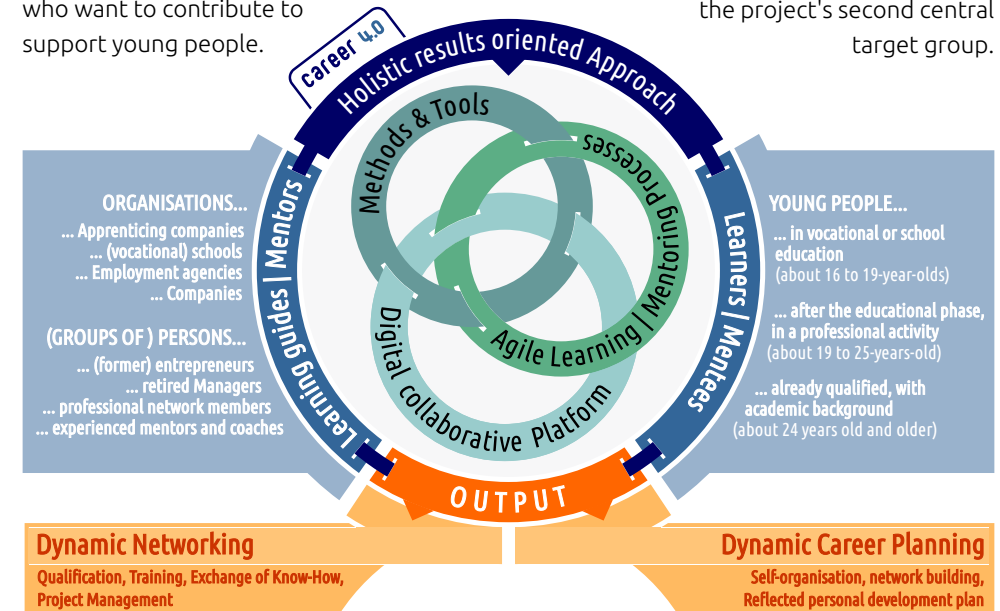 who want to contribute to
support young people.
the project's second central
target group.
career 4.0
Holistic results oriented Approach
Methods & Tools
Agile Learning | Mentoring Processes
Digital collaborative Platform
Learning guides | Mentors
Learners | Mentees
ORGANISATIONS...
... Apprenticing companies
... (vocational) schools
... Employment agencies
... Companies
(GROUPS OF ) PERSONS...
... (former) entrepreneurs
... retired Managers
... professional network members
... experienced mentors and coaches
YOUNG PEOPLE...
... in vocational or school
education
(about 16 to 19-year-olds)
... after the educational phase,
in a professional activity
(about 19 to 25-years-old)
... already qualified, with
academic background
(about 24 years old and older)
OUTPUT
Dynamic Networking
Qualification, Training, Exchange of Know-How,
Project Management
Dynamic Career Planning
Self-organisation, network building,
Reflected personal development plan